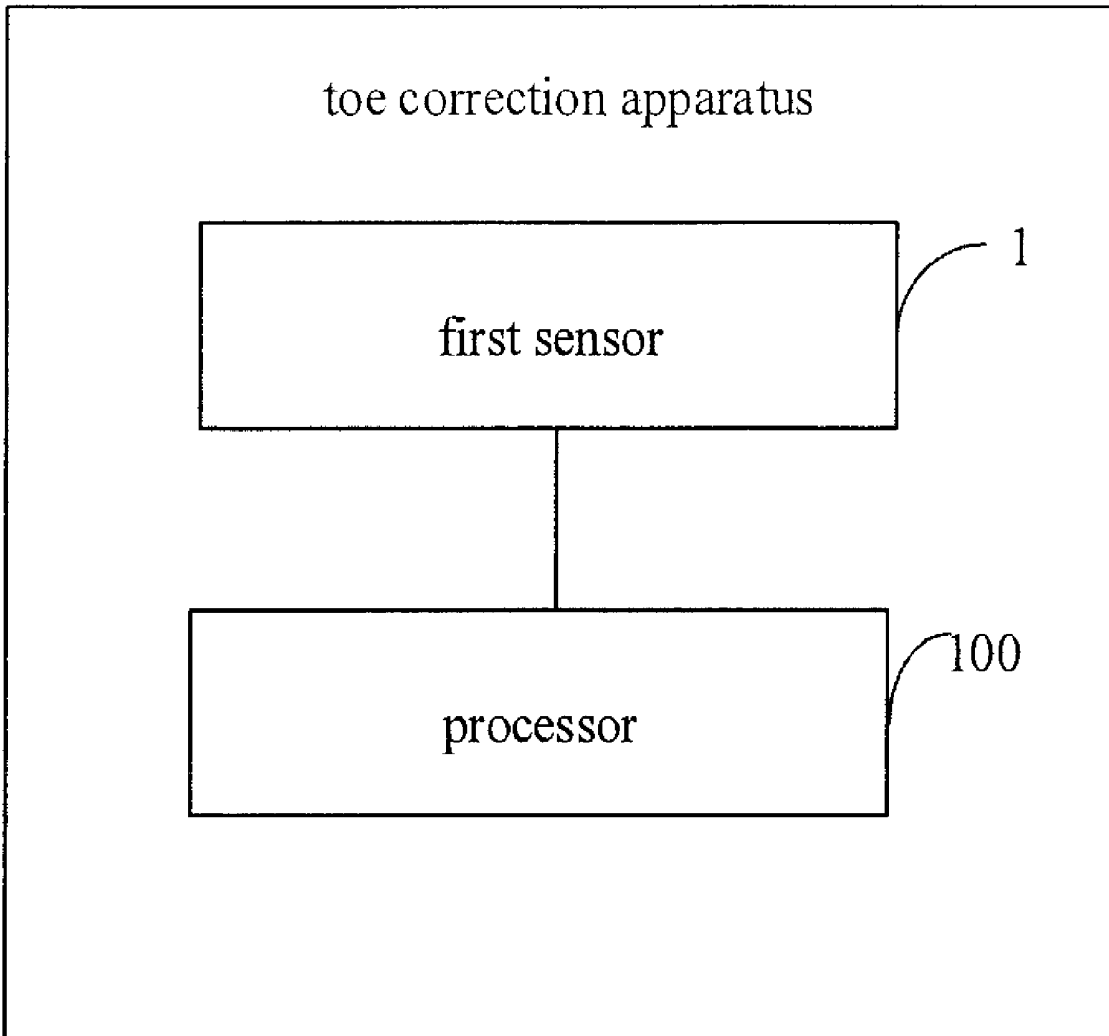 toe correction apparatus
1
first sensor
100
processor